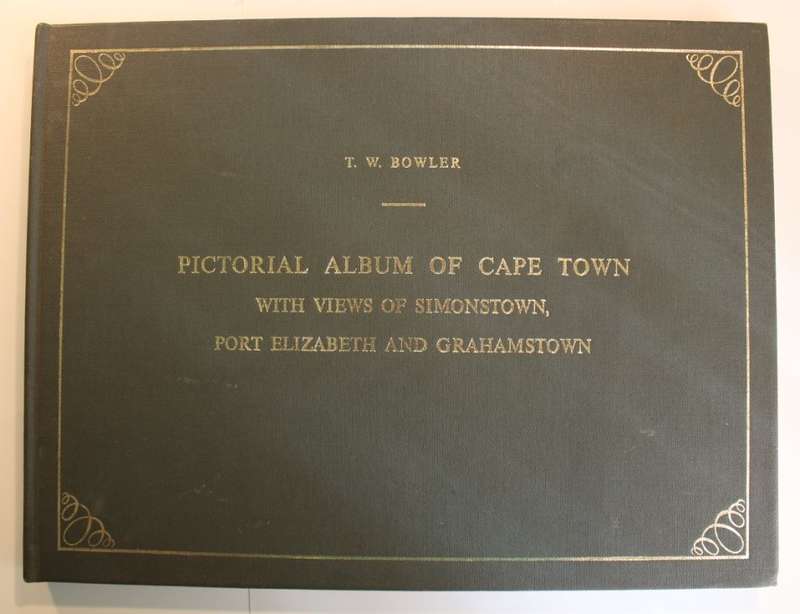 T. W. BOWLER
PICTORIAL ALBUM OF CAPE TOWN
WITH VIEWS OF SIMONSTOWN,
PORT ELIZABETH AND GRAHAMSTOWN